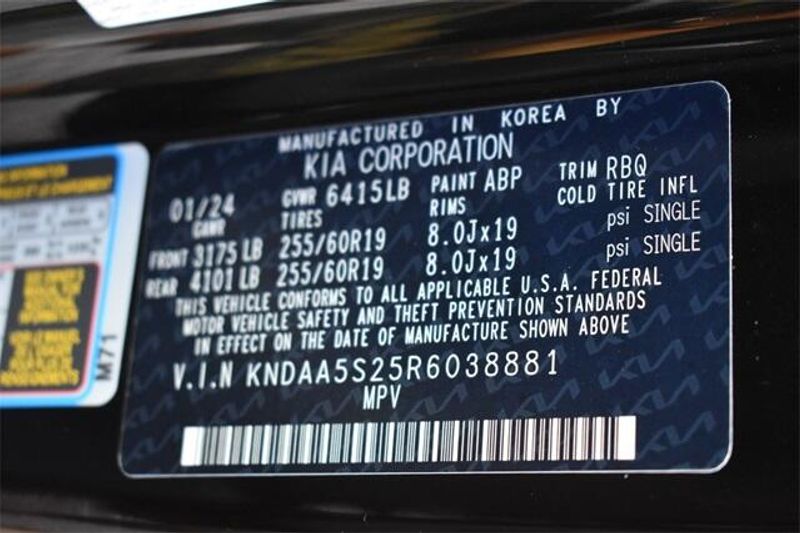 MANUFACTURED IN KOREA BY
KIA CORPORATION
01/24 GVWR 6415LB PAINT ABP TRIM RBQ
GAWR TIRES RIMS COLD TIRE INFL
FRONT 3175 LB 255/60R19 8.0Jx19 psi SINGLE
REAR 4101 LB 255/60R19 8.0Jx19 psi SINGLE
THIS VEHICLE CONFORMS TO ALL APPLICABLE U.S.A. FEDERAL
MOTOR VEHICLE SAFETY AND THEFT PREVENTION STANDARDS
IN EFFECT ON THE DATE OF MANUFACTURE SHOWN ABOVE
V.I.N KNDAA5S25R6038881
MPV
M71